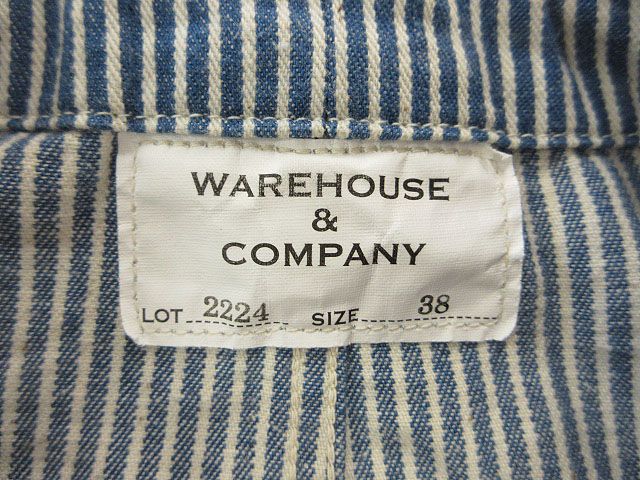 WAREHOUSE
&
COMPANY
LOT 2224 SIZE 38